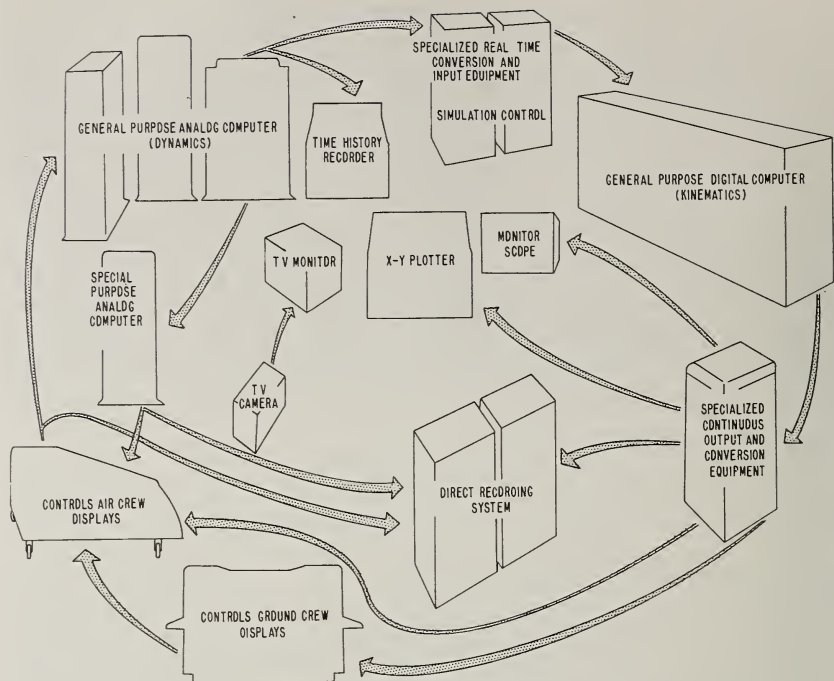 SPECIALIZED REAL TIME
CONVERSION AND
INPUT EQUIPMENT
SIMULATION CONTROL
GENERAL PURPOSE ANALOG COMPUTER
(DYNAMICS)
TIME HISTORY
RECORDER
GENERAL PURPOSE DIGITAL COMPUTER
(KINEMATICS)
SPECIAL
PURPOSE
ANALOG
COMPUTER
TV MONITOR
X-Y PLOTTER
MONITOR
SCOPE
TV
CAMERA
SPECIALIZED
CONTINUOUS
OUTPUT AND
CONVERSION
EQUIPMENT
CONTROLS AIR CREW
DISPLAYS
DIRECT RECORDING
SYSTEM
CONTROLS GROUND CREW
DISPLAYS